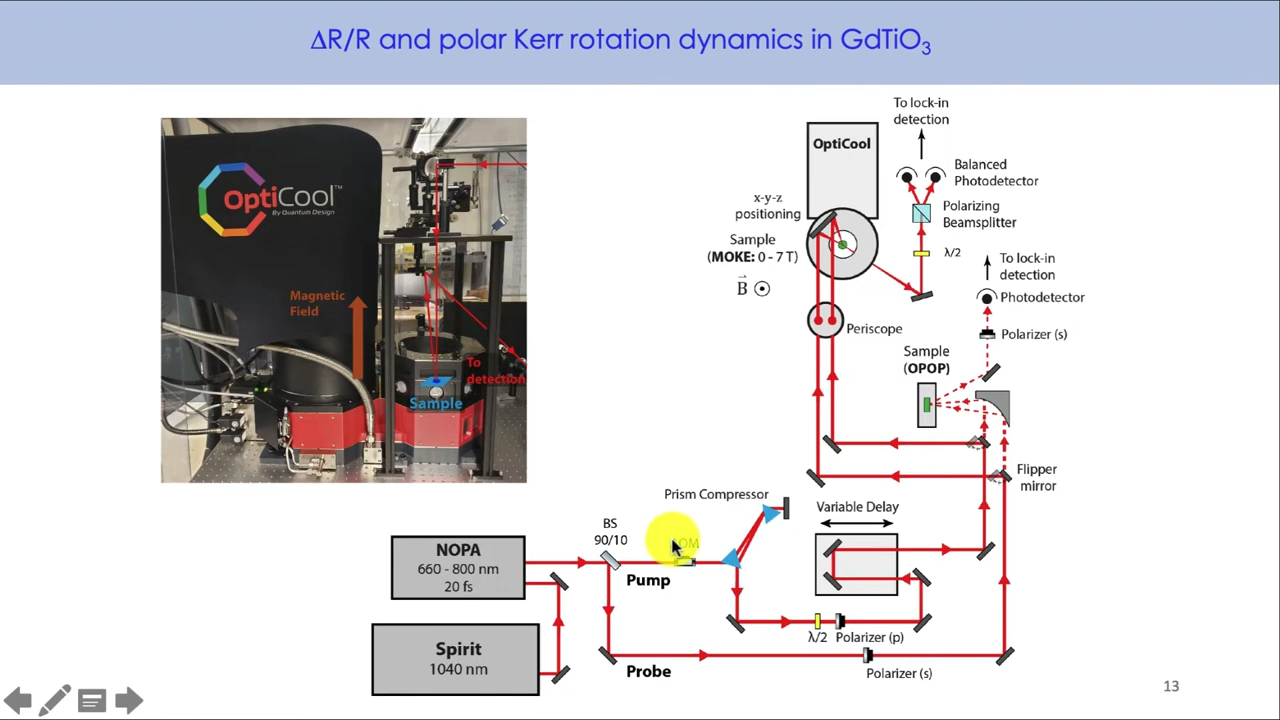 ΔR/R and polar Kerr rotation dynamics in GdTiO₃
OptiCool™
By Quantum Design
Magnetic
Field
To
detection
Sample
To lock-in
detection
OptiCool
Balanced
Photodetector
x-y-z
positioning
Polarizing
Beamsplitter
Sample
(MOKE: 0 - 7 T)
λ/2
To lock-in
detection
B⃗
Photodetector
Periscope
Polarizer (s)
Sample
(OPOP)
Flipper
mirror
Prism Compressor
Variable Delay
BS
90/10
NOPA
660 - 800 nm
20 fs
Pump
λ/2
Polarizer (p)
Spirit
1040 nm
Probe
Polarizer (s)
13